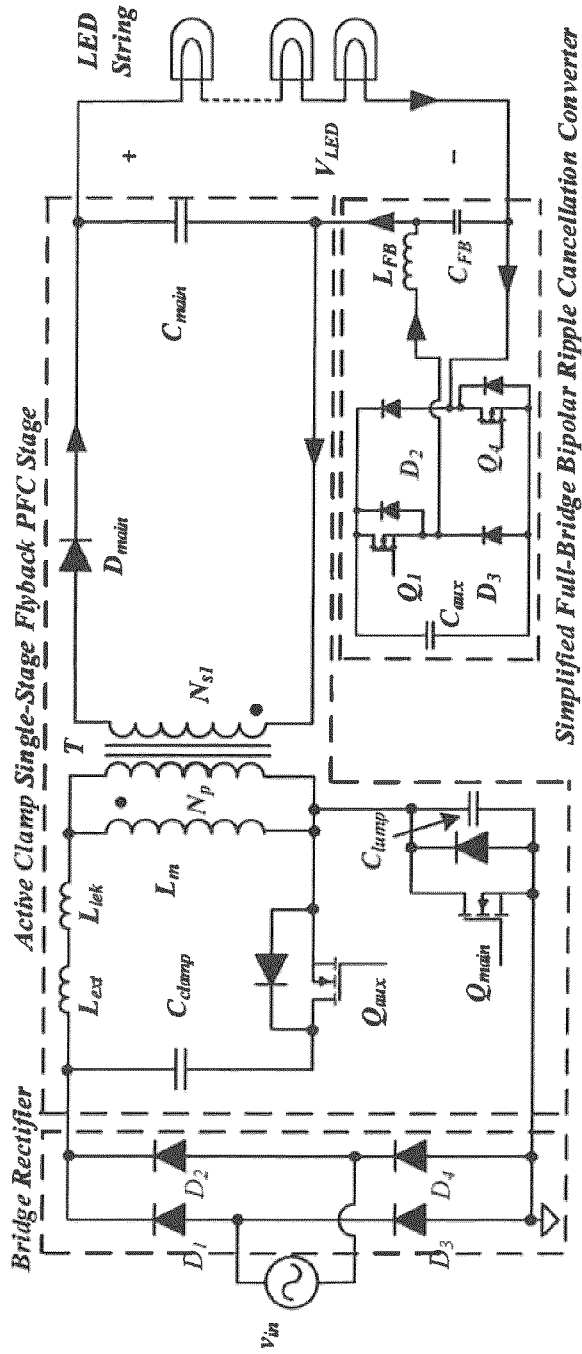 Bridge Rectifier
Active Clamp Single-Stage Flyback PFC Stage
LED
String
L_ext
L_lek
T
D_main
+
C_clamp
L_m
N_p
N_s1
C_main
V_LED
D_1
D_2
v_in
Q_aux
C_lump
L_FB
–
D_3
D_4
Q_main
Q_1
D_2
C_FB
C_aux
D_3
Q_4
Simplified Full-Bridge Bipolar Ripple Cancellation Converter